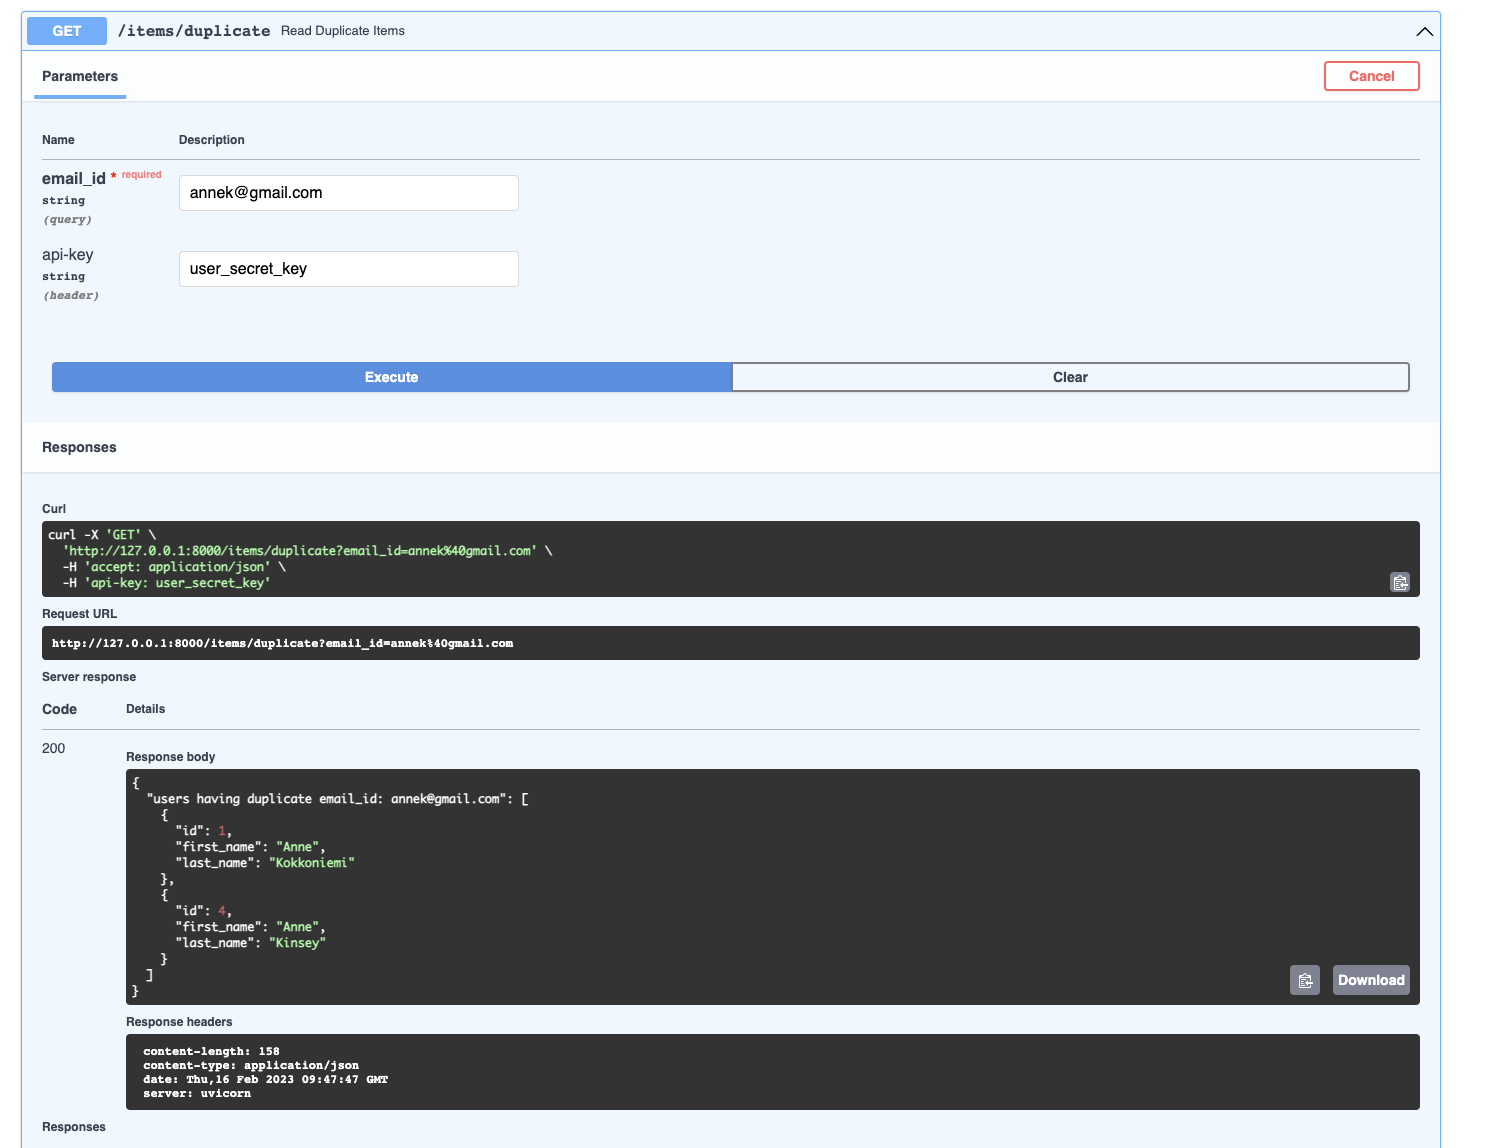 GET /items/duplicate Read Duplicate Items
Parameters
Cancel
Name Description
email_id * required
string
(query)
annek@gmail.com
api-key
string
(header)
user_secret_key
Execute Clear
Responses
Curl
curl -X 'GET' \
  'http://127.0.0.1:8000/items/duplicate?email_id=annek%40gmail.com' \
  -H 'accept: application/json' \
  -H 'api-key: user_secret_key'
Request URL
http://127.0.0.1:8000/items/duplicate?email_id=annek%40gmail.com
Server response
Code Details
200
Response body
{
  "users having duplicate email_id: annek@gmail.com": [
    {
      "id": 1,
      "first_name": "Anne",
      "last_name": "Kokkoniemi"
    },
    {
      "id": 4,
      "first_name": "Anne",
      "last_name": "Kinsey"
    }
  ]
}
Download
Response headers
content-length: 158
content-type: application/json
date: Thu,16 Feb 2023 09:47:47 GMT
server: uvicorn
Responses